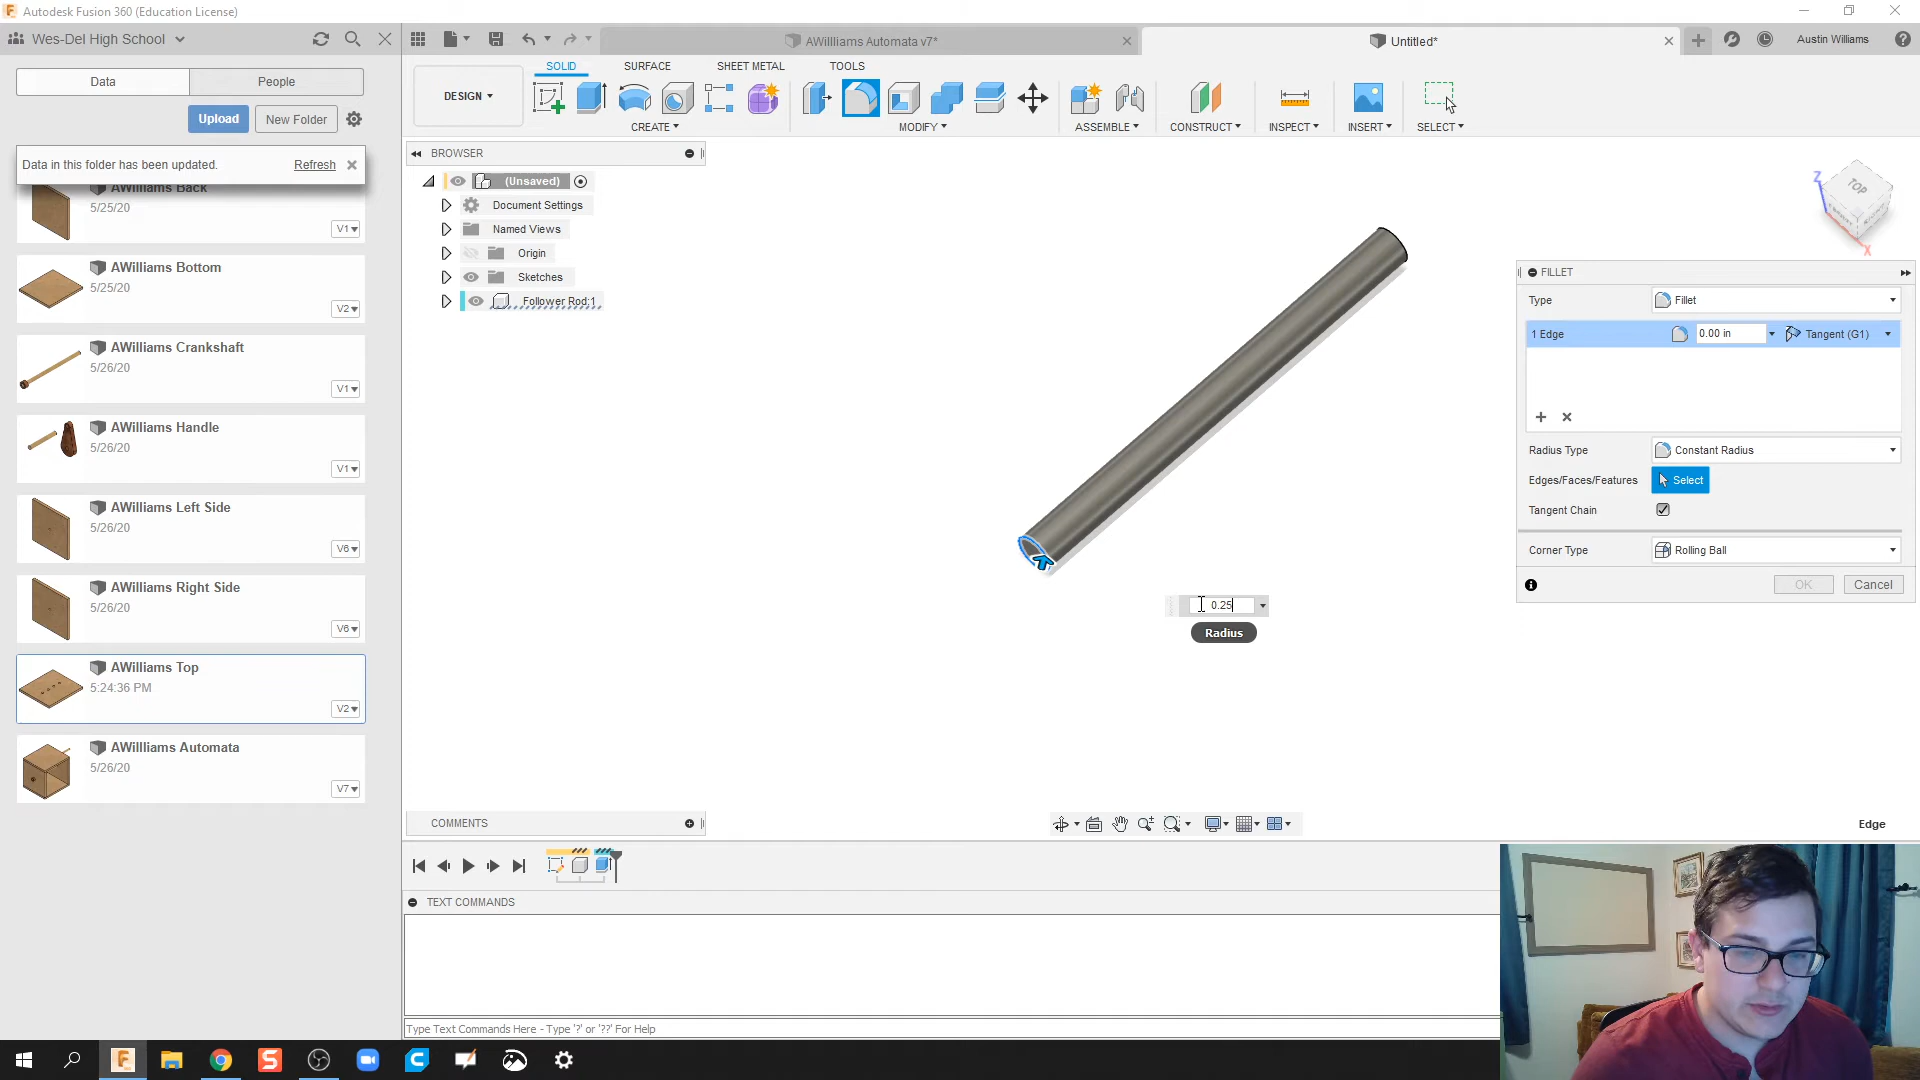 Autodesk Fusion 360 (Education License)
Wes-Del High School
AWillliams Automata v7*
Untitled*
Austin Williams
Data
People
Upload
New Folder
Data in this folder has been updated.
Refresh
AWilliams Back
5/25/20
V1
AWilliams Bottom
5/25/20
V2
AWilliams Crankshaft
5/26/20
V1
AWilliams Handle
5/26/20
V1
AWilliams Left Side
5/26/20
V6
AWilliams Right Side
5/26/20
V6
AWilliams Top
5:24:36 PM
V2
AWillliams Automata
5/26/20
V7
DESIGN
SOLID
SURFACE
SHEET METAL
TOOLS
CREATE
MODIFY
ASSEMBLE
CONSTRUCT
INSPECT
INSERT
SELECT
BROWSER
(Unsaved)
Document Settings
Named Views
Origin
Sketches
Follower Rod:1
Z
TOP
X
FILLET
Type
Fillet
1 Edge
0.00 in
Tangent (G1)
Radius Type
Constant Radius
Edges/Faces/Features
Select
Tangent Chain
Corner Type
Rolling Ball
OK
Cancel
0.25
Radius
COMMENTS
Edge
TEXT COMMANDS
Type Text Commands Here - Type '?' or '??' For Help